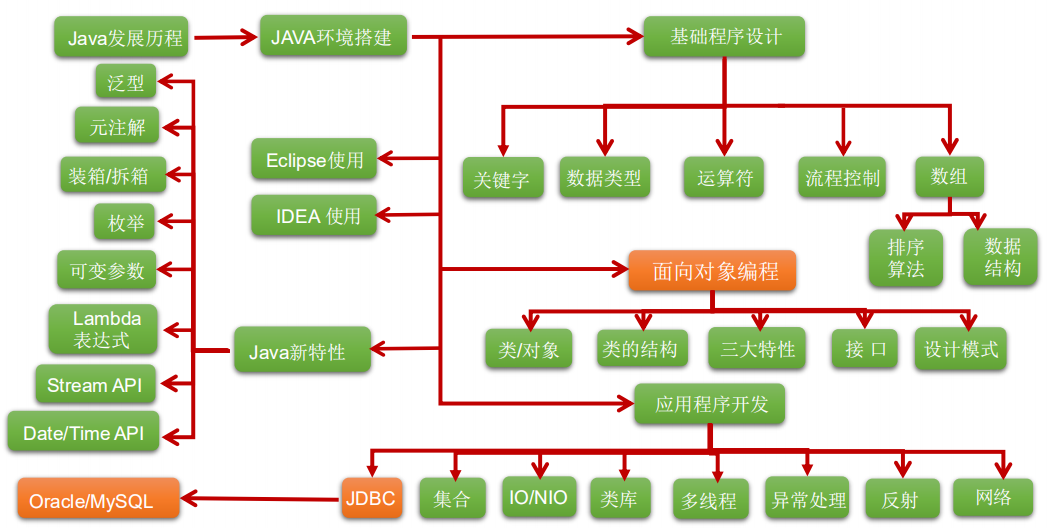 Java发展历程
JAVA环境搭建
基础程序设计
泛型
元注解
装箱/拆箱
枚举
可变参数
Lambda
表达式
Stream API
Date/Time API
Eclipse使用
IDEA 使用
Java新特性
关键字
数据类型
运算符
流程控制
数组
排序
算法
数据
结构
面向对象编程
类/对象
类的结构
三大特性
接 口
设计模式
应用程序开发
Oracle/MySQL
JDBC
集合
IO/NIO
类库
多线程
异常处理
反射
网络